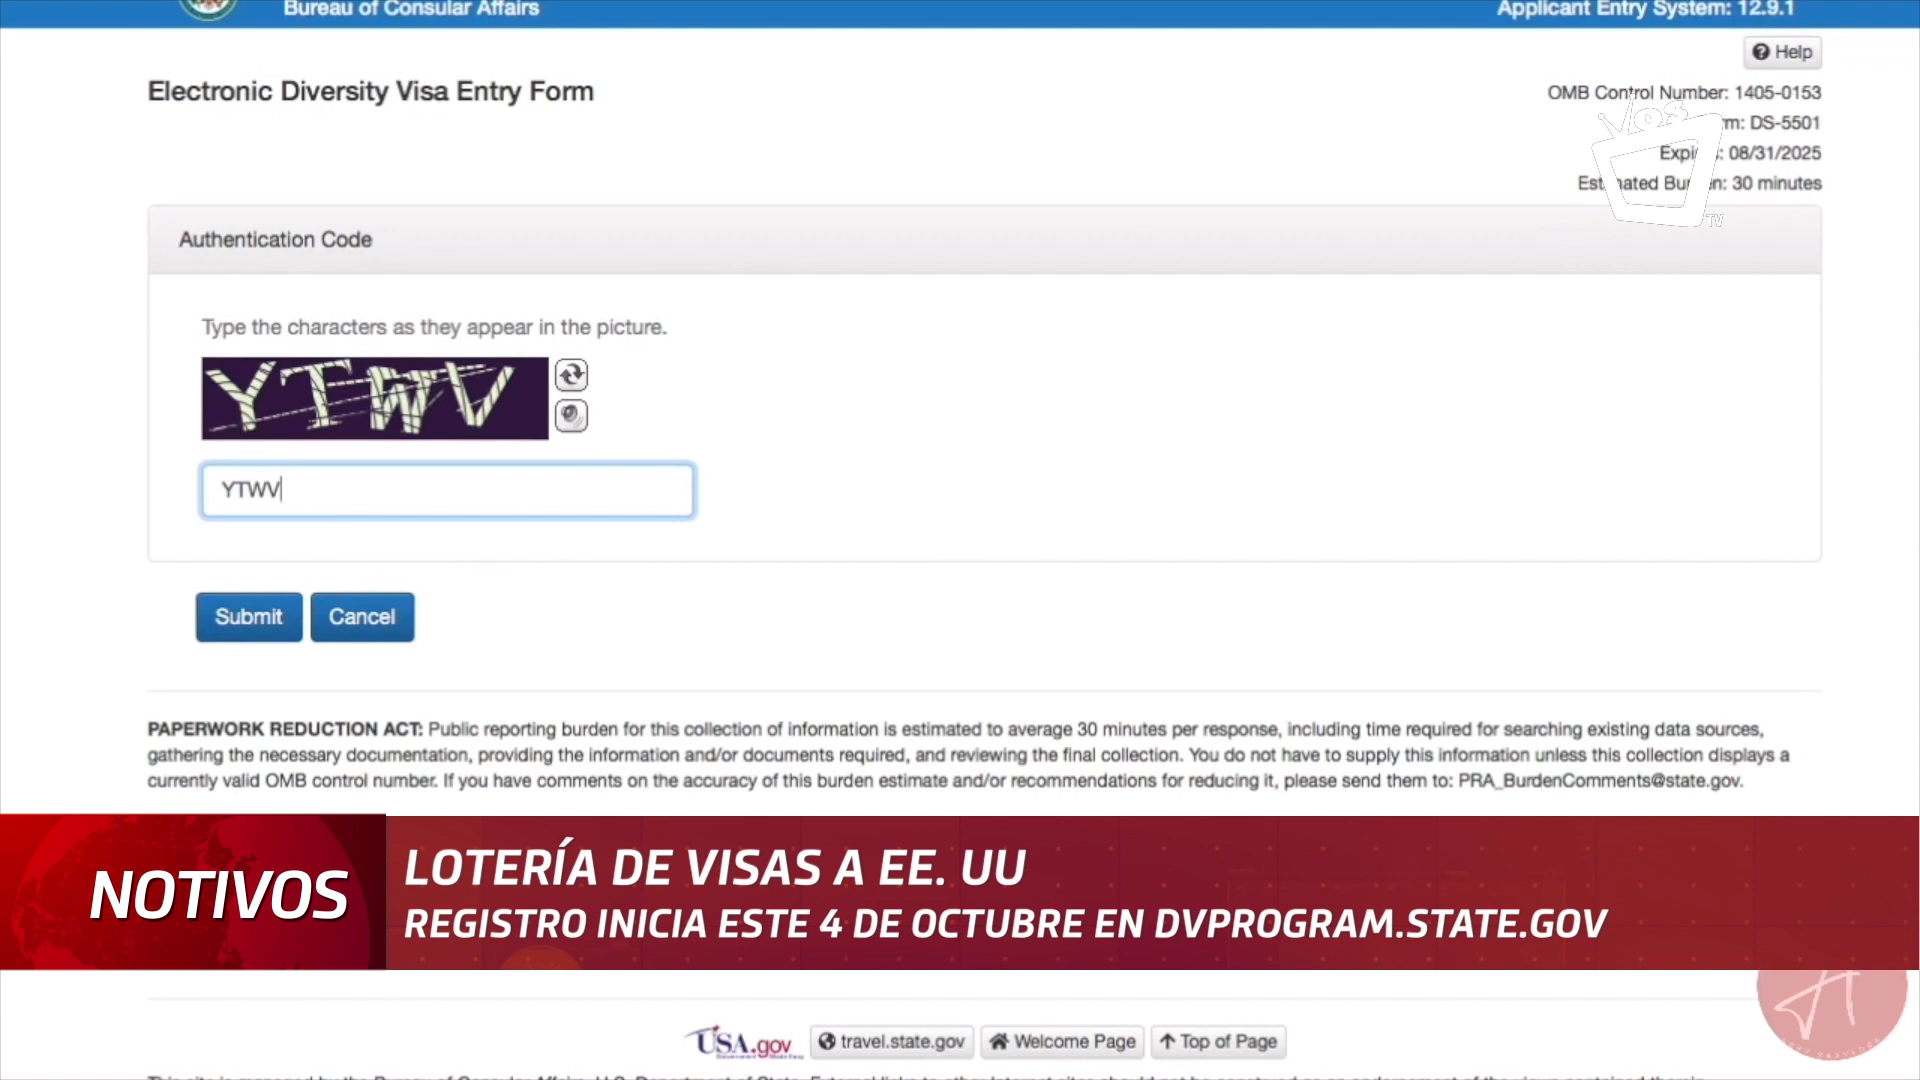 Bureau of Consular Affairs
Applicant Entry System: 12.9.1
Help
Electronic Diversity Visa Entry Form
OMB Control Number: 1405-0153
rm: DS-5501
Expires: 08/31/2025
Estimated Burden: 30 minutes
VOS
TV
Authentication Code
Type the characters as they appear in the picture.
YTWV
YTWV
Submit Cancel
PAPERWORK REDUCTION ACT: Public reporting burden for this collection of information is estimated to average 30 minutes per response, including time required for searching existing data sources,
gathering the necessary documentation, providing the information and/or documents required, and reviewing the final collection. You do not have to supply this information unless this collection displays a
currently valid OMB control number. If you have comments on the accuracy of this burden estimate and/or recommendations for reducing it, please send them to: PRA_BurdenComments@state.gov.
NOTIVOS
LOTERÍA DE VISAS A EE. UU
REGISTRO INICIA ESTE 4 DE OCTUBRE EN DVPROGRAM.STATE.GOV
USA.gov travel.state.gov Welcome Page Top of Page